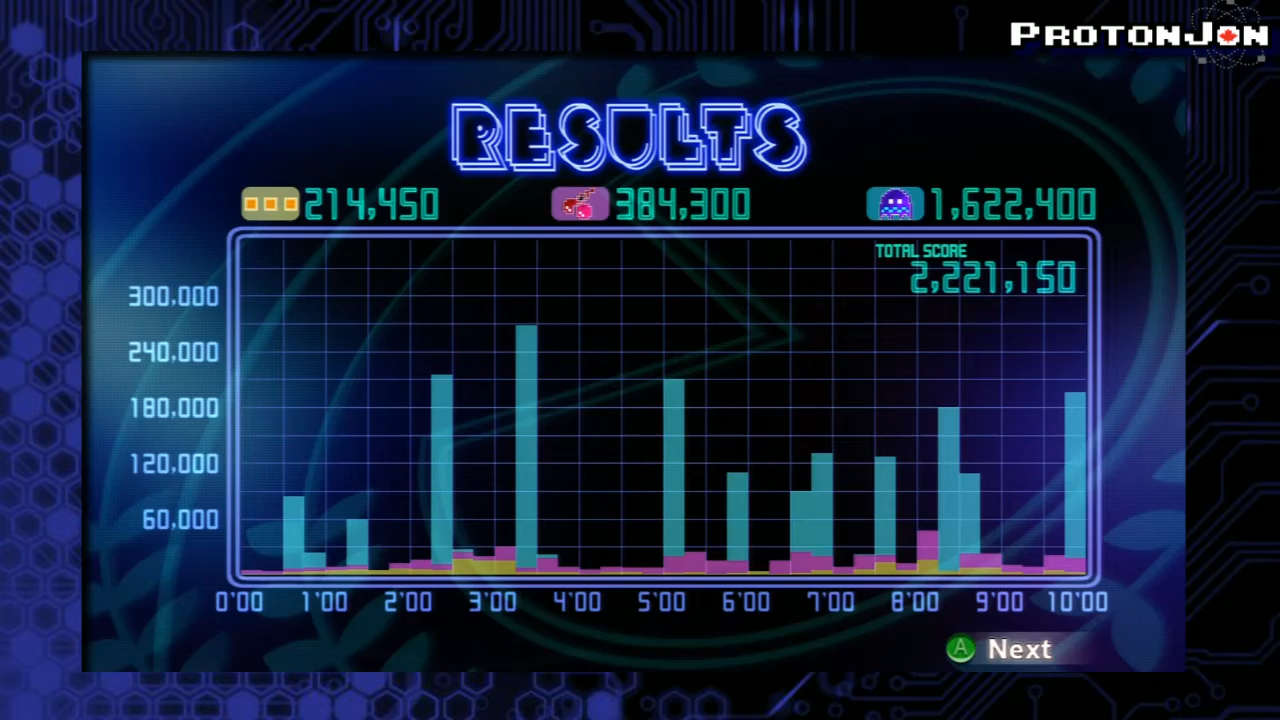 PROTONJON
RESULTS
214,450 384,300 1,622,400
TOTAL SCORE
2,221,150
300,000
240,000
180,000
120,000
60,000
0'00 1'00 2'00 3'00 4'00 5'00 6'00 7'00 8'00 9'00 10'00
A Next